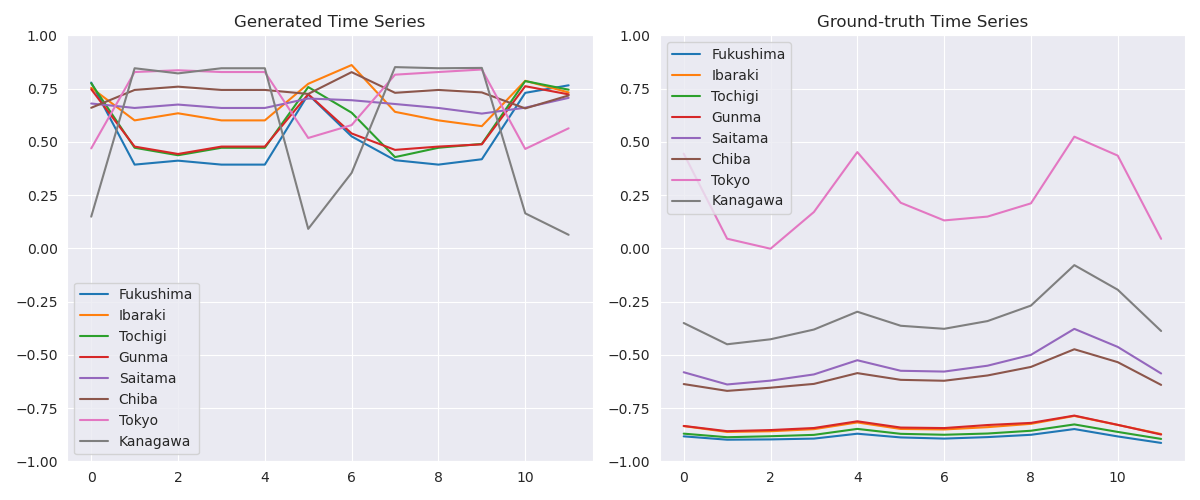 Generated Time Series
1.00
0.75
0.50
0.25
0.00
−0.25
−0.50
−0.75
−1.00
Fukushima
Ibaraki
Tochigi
Gunma
Saitama
Chiba
Tokyo
Kanagawa
0 2 4 6 8 10
Ground-truth Time Series
1.00
0.75
0.50
0.25
0.00
−0.25
−0.50
−0.75
−1.00
Fukushima
Ibaraki
Tochigi
Gunma
Saitama
Chiba
Tokyo
Kanagawa
0 2 4 6 8 10